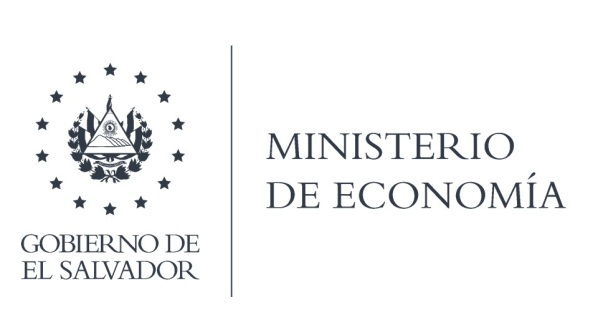 GOBIERNO DE
EL SALVADOR
MINISTERIO
DE ECONOMÍA